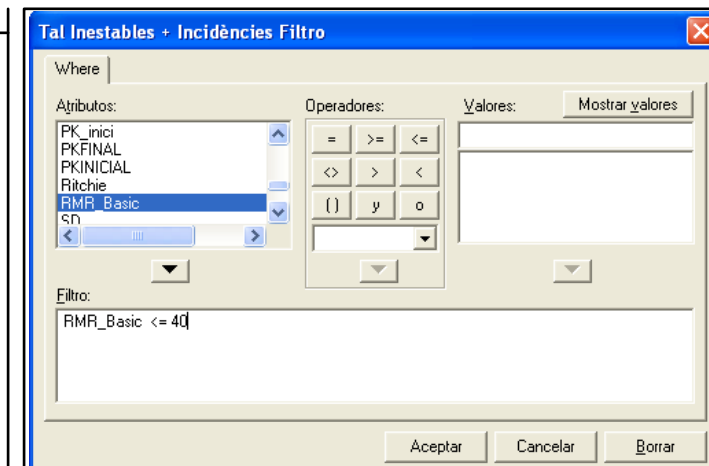 Tal Inestables + Incidències Filtro
Where
Atributos: Operadores: Valores: Mostrar valores
PK_inici
PKFINAL
PKINICIAL
Ritchie
RMR_Basic
SD
= >= <=
<> > <
() y o
Filtro:
RMR_Basic <= 40
Aceptar Cancelar Borrar